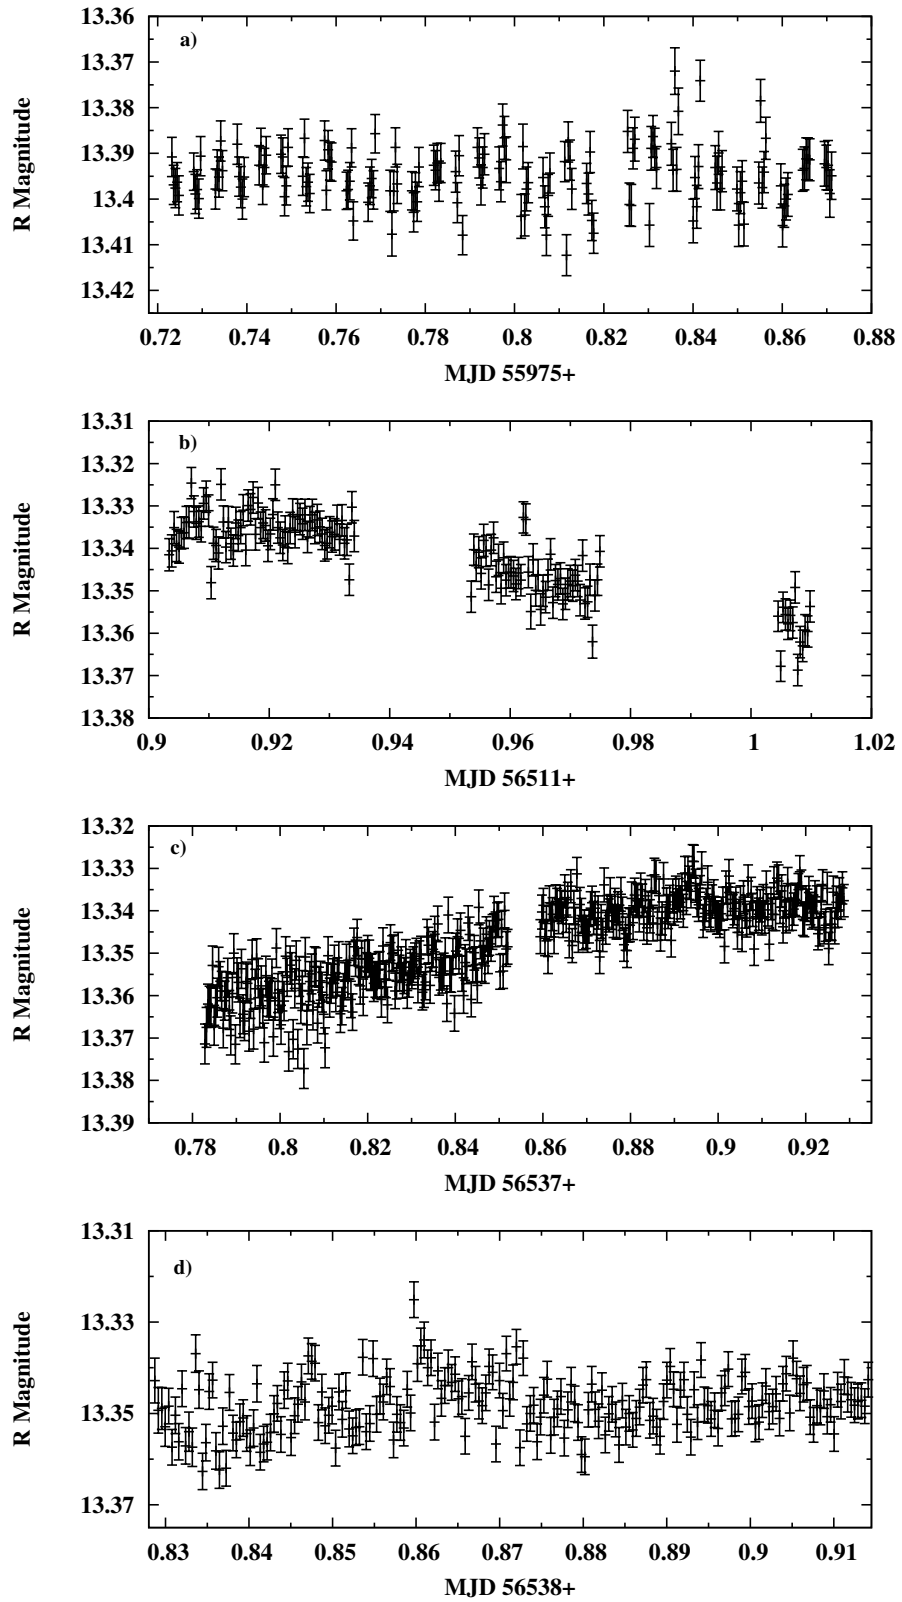 13.36
a)
13.37
13.38
13.39
13.4
13.41
13.42
R Magnitude
0.72 0.74 0.76 0.78 0.8 0.82 0.84 0.86 0.88
MJD 55975+
13.31
b)
13.32
13.33
13.34
13.35
13.36
13.37
13.38
R Magnitude
0.9 0.92 0.94 0.96 0.98 1 1.02
MJD 56511+
13.32
c)
13.33
13.34
13.35
13.36
13.37
13.38
13.39
R Magnitude
0.78 0.8 0.82 0.84 0.86 0.88 0.9 0.92
MJD 56537+
13.31
d)
13.33
13.35
13.37
R Magnitude
0.83 0.84 0.85 0.86 0.87 0.88 0.89 0.9 0.91
MJD 56538+